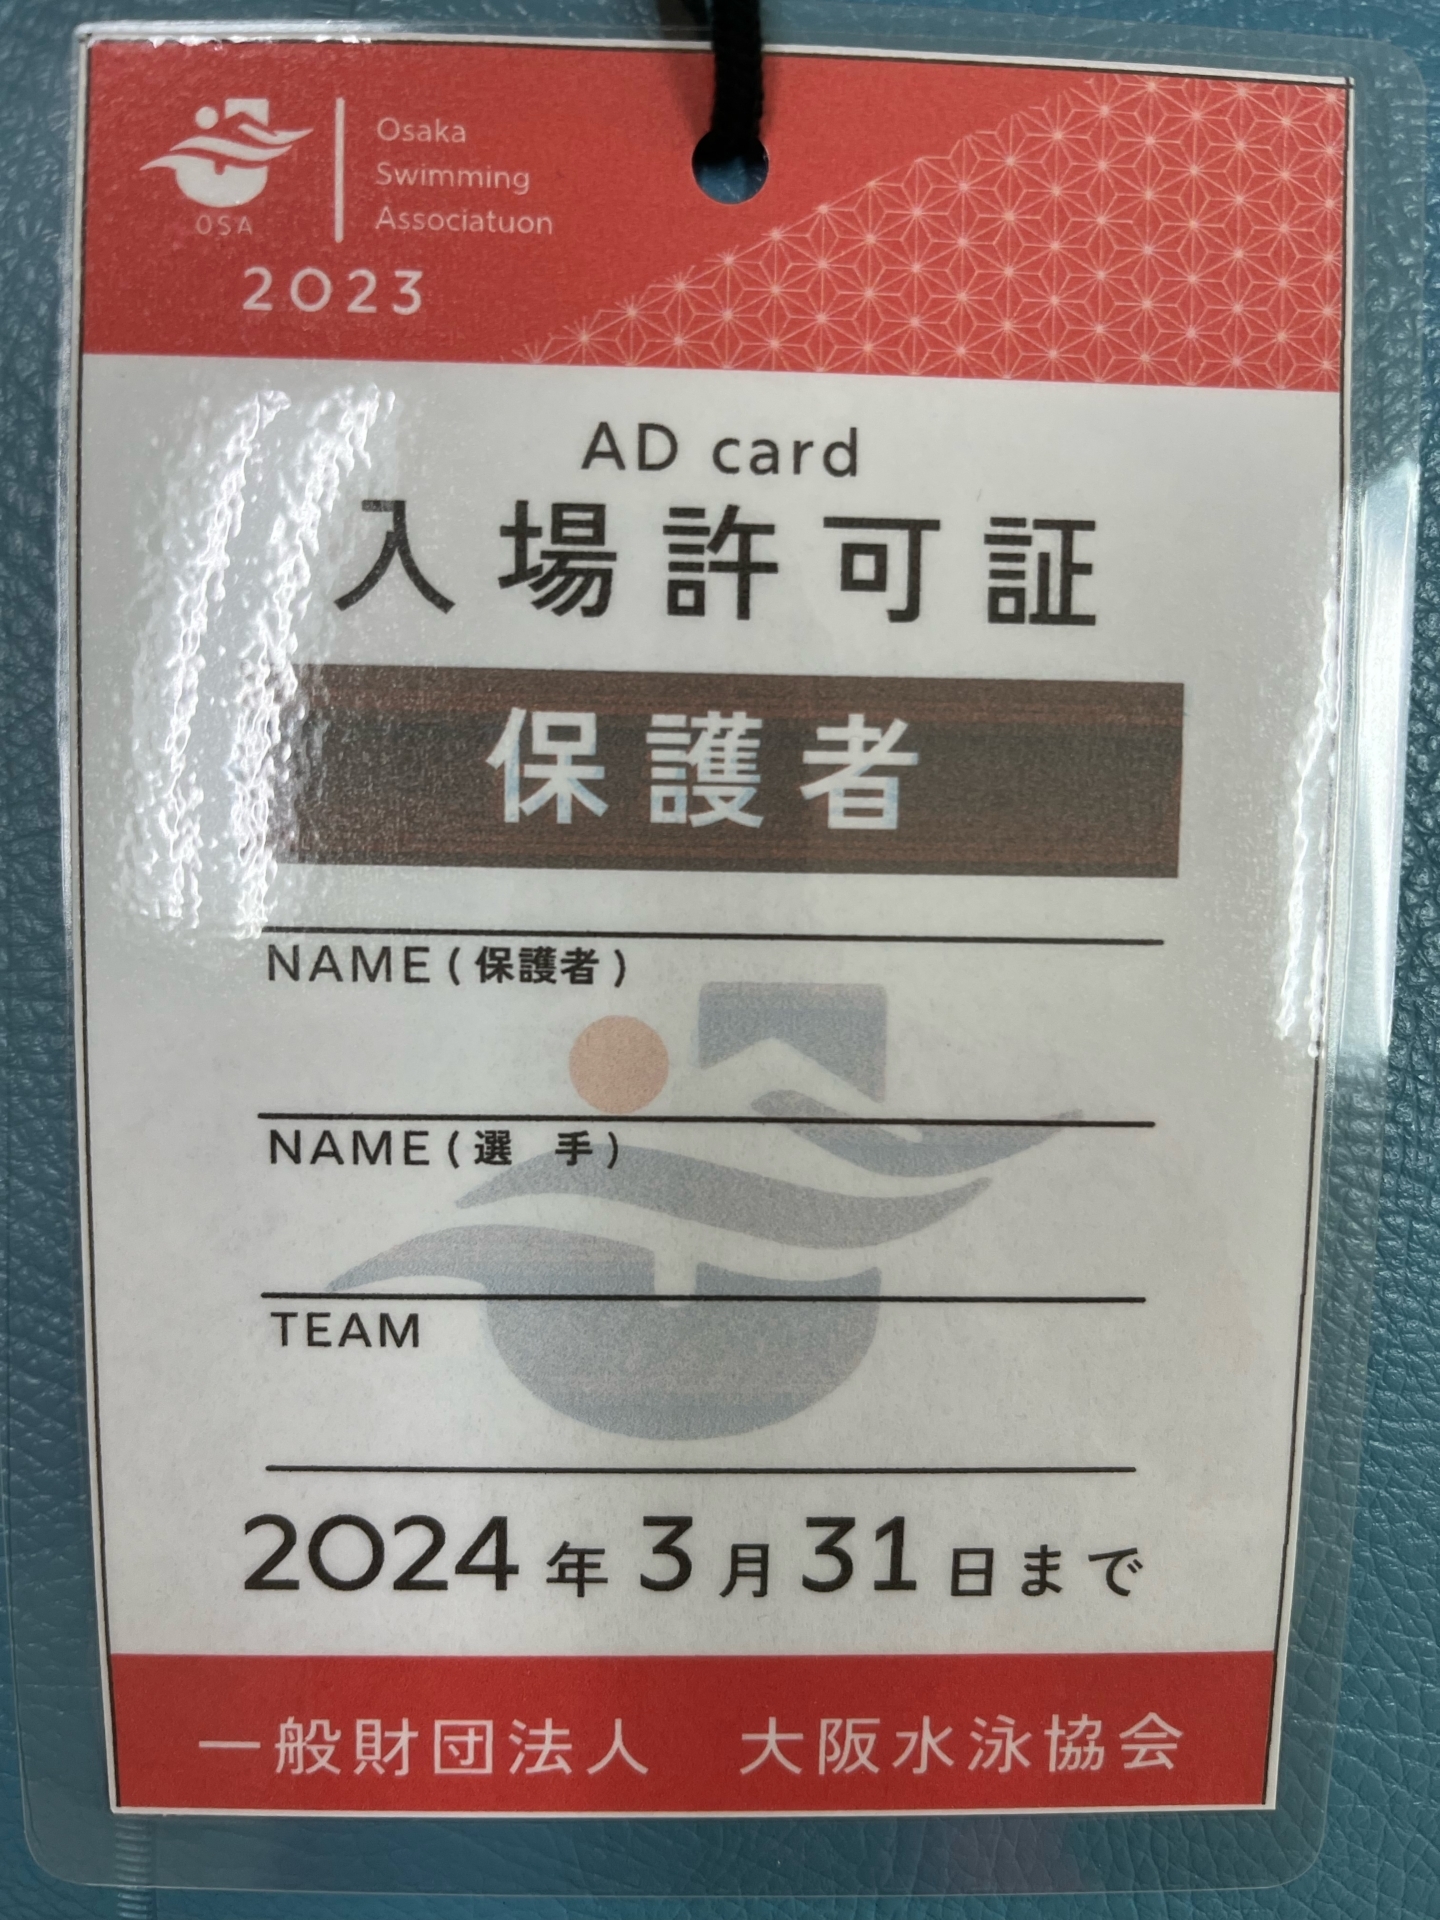 Osaka
Swimming
Associatuon
OSA
2023
AD card
入場許可証
保護者
NAME (保護者)
NAME (選　手)
TEAM
2024年3月31日まで
一般財団法人　大阪水泳協会